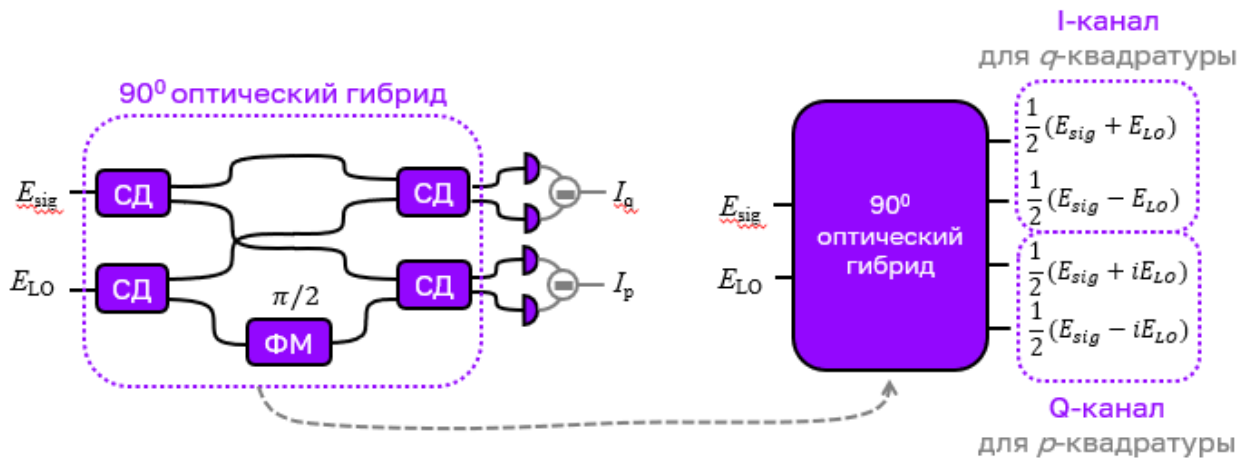 90⁰ оптический гибрид
E_sig
СД
СД
I_q
E_LO
СД
π/2
СД
I_p
ФМ
I-канал
для q-квадратуры
E_sig
E_LO
90⁰
оптический
гибрид
1/2 (E_sig + E_LO)
1/2 (E_sig − E_LO)
1/2 (E_sig + iE_LO)
1/2 (E_sig − iE_LO)
Q-канал
для p-квадратуры